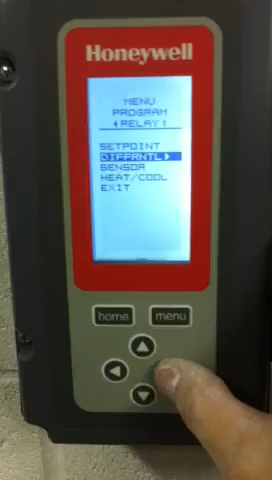 Honeywell
MENU
PROGRAM
◂RELAY 1
SETPOINT
DIFFRNTL▸
SENSOR
HEAT/COOL
EXIT
home menu